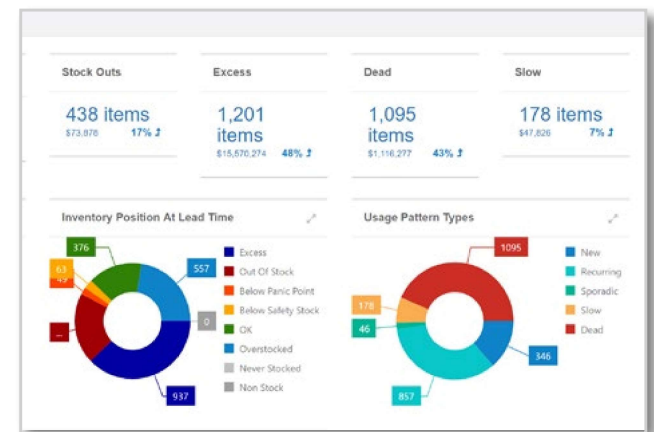 Stock Outs
438 items
$73,878 17%
Excess
1,201
items
$15,570,274 48%
Dead
1,095
items
$1,116,277 43%
Slow
178 items
$47,826 7%
Inventory Position At Lead Time
376
63
49
...
557
0
937
Excess
Out Of Stock
Below Panic Point
Below Safety Stock
OK
Overstocked
Never Stocked
Non Stock
Usage Pattern Types
1095
178
46
857
346
New
Recurring
Sporadic
Slow
Dead